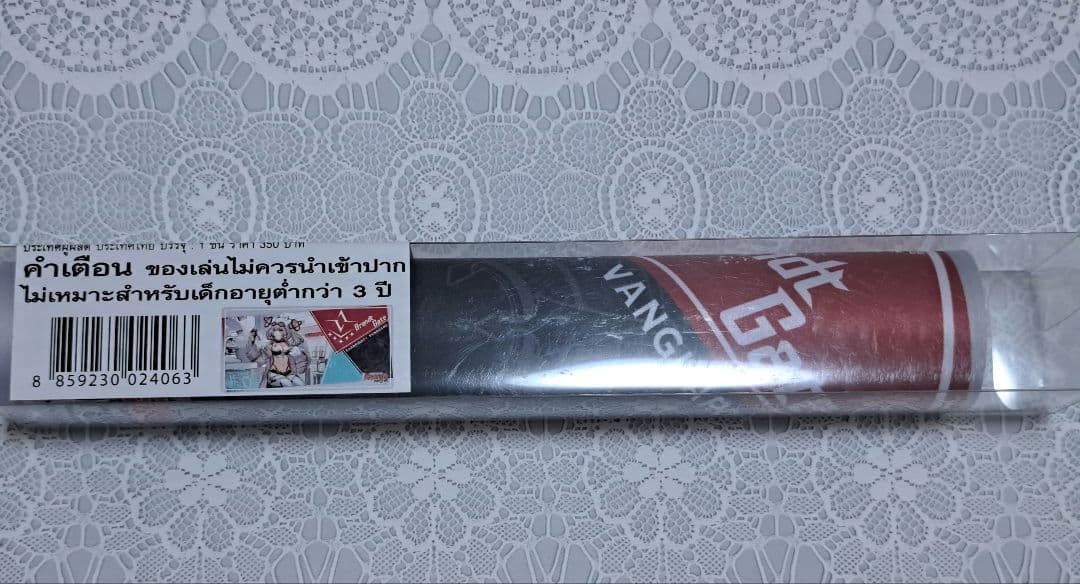 ประเทศผู้ผลิต ประเทศไทย บรรจุ : 1 ชิ้น ราคา 350 บาท
คำเตือน ของเล่นไม่ควรนำเข้าปาก
ไม่เหมาะสำหรับเด็กอายุต่ำกว่า 3 ปี
8 859230 024063
Brandt
Gate